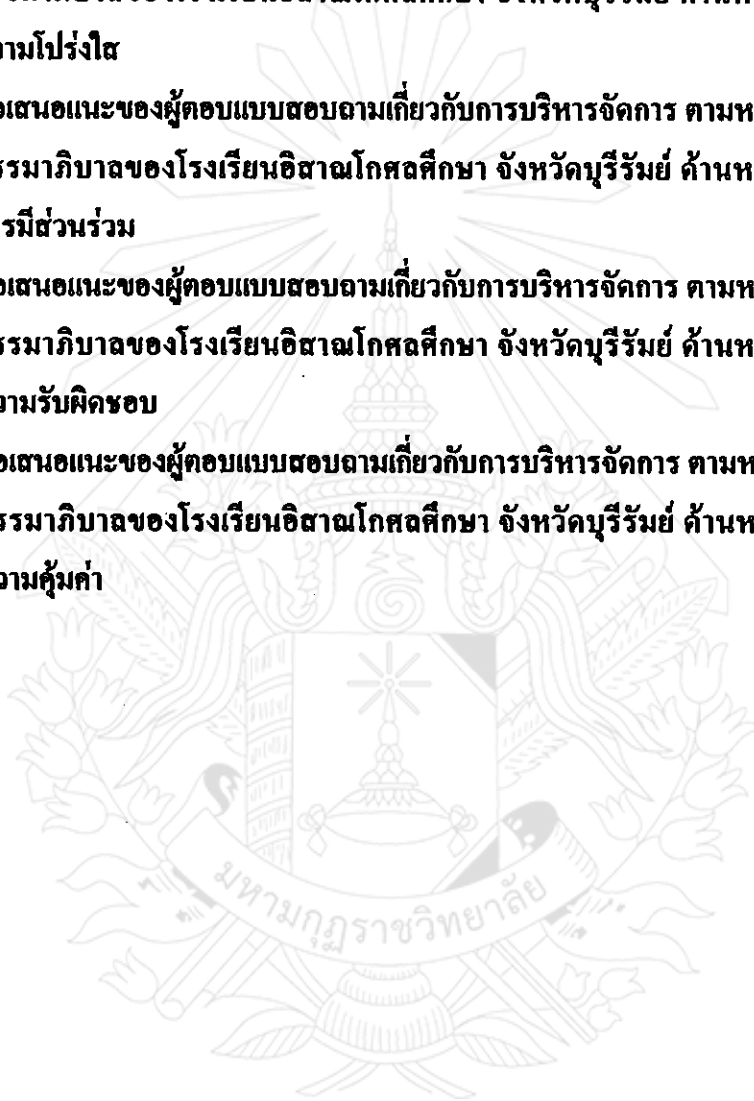 ามโปร่งใส
อเสนอแนะของผู้ตอบแบบสอบถามเกี่ยวกับการบริหารจัดการ ตามห
รรมาภิบาลของโรงเรียนอิสาณโกศลศึกษา จังหวัดบุรีรัมย์ ด้านห
รมีส่วนร่วม
อเสนอแนะของผู้ตอบแบบสอบถามเกี่ยวกับการบริหารจัดการ ตามห
รรมาภิบาลของโรงเรียนอิสาณโกศลศึกษา จังหวัดบุรีรัมย์ ด้านห
วามรับผิดชอบ
อเสนอแนะของผู้ตอบแบบสอบถามเกี่ยวกับการบริหารจัดการ ตามห
รรมาภิบาลของโรงเรียนอิสาณโกศลศึกษา จังหวัดบุรีรัมย์ ด้านห
วามคุ้มค่า
มหามกุฏราชวิทยาลัย